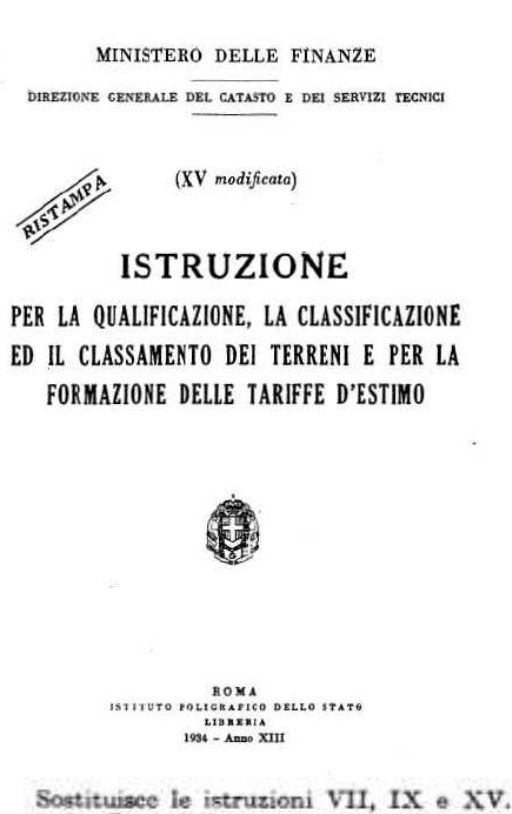 MINISTERO DELLE FINANZE
DIREZIONE GENERALE DEL CATASTO E DEI SERVIZI TECNICI
(XV modificata)
RISTAMPA
ISTRUZIONE
PER LA QUALIFICAZIONE, LA CLASSIFICAZIONE
ED IL CLASSAMENTO DEI TERRENI E PER LA
FORMAZIONE DELLE TARIFFE D'ESTIMO
ROMA
ISTITUTO POLIGRAFICO DELLO STATO
LIBRERIA
1934 - Anno XIII
Sostituisce le istruzioni VII, IX e XV.